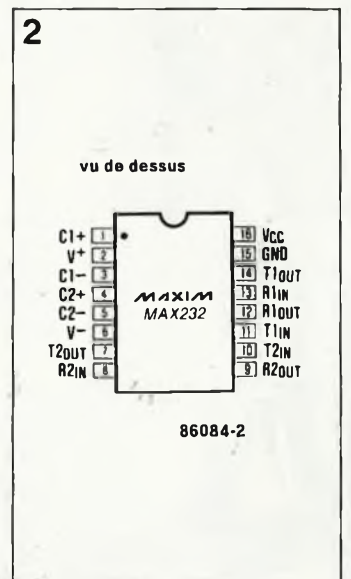 2
vu de dessus
C1+ 1
V+ 2
C1- 3
C2+ 4
C2- 5
V- 6
T2OUT 7
R2IN 8
MAXIM
MAX232
16 VCC
15 GND
14 T1OUT
13 R1IN
12 R1OUT
11 T1IN
10 T2IN
9 R2OUT
86084-2